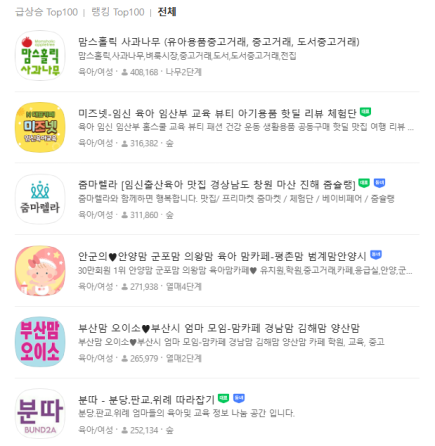 급상승 Top100 | 랭킹 Top100 | 전체
맘스홀릭
사과나무
맘스홀릭 사과나무 (유아용품중고거래, 중고거래, 도서중고거래)
맘스홀릭,사과나무,벼룩시장,중고거래,도서,도서중고거래,전집
육아/여성 · 408,168 · 나무2단계
미즈넷
미즈넷-임신 육아 임산부 교육 뷰티 아기용품 핫딜 리뷰 체험단
육아 임신 임산부 홈스쿨 교육 뷰티 패션 건강 운동 생활용품 공동구매 핫딜 맛집 여행 리뷰 ...
육아/여성 · 316,382 · 숲
줌마렐라
줌마렐라 [임신출산육아 맛집 경상남도 창원 마산 진해 줌슐랭]
줌마렐라와 함께하면 행복합니다. 맛집/ 프리마켓 줌마켓 / 체험단 / 베이비페어 / 줌슐랭
육아/여성 · 311,860 · 숲
안군의♥안양맘 군포맘 의왕맘 육아 맘카페-평촌맘 범계맘안양시
30만회원 1위 안양맘 군포맘 의왕맘 육아맘카페♥ 유치원,학원,중고거래,카페,응급실,안양,군...
육아/여성 · 271,938 · 열매4단계
부산맘
오이소
부산맘 오이소♥부산시 엄마 모임-맘카페 경남맘 김해맘 양산맘
부산맘 오이소♥부산시 엄마 모임-맘카페 경남맘 김해맘 양산맘 카페 학원, 교육, 중고
육아/여성 · 265,979 · 열매2단계
분따
BUND2A
분따 - 분당.판교.위례 따라잡기
분당.판교.위례 엄마들의 육아및 교육 정보 나눔 공간 입니다.
육아/여성 · 252,134 · 숲